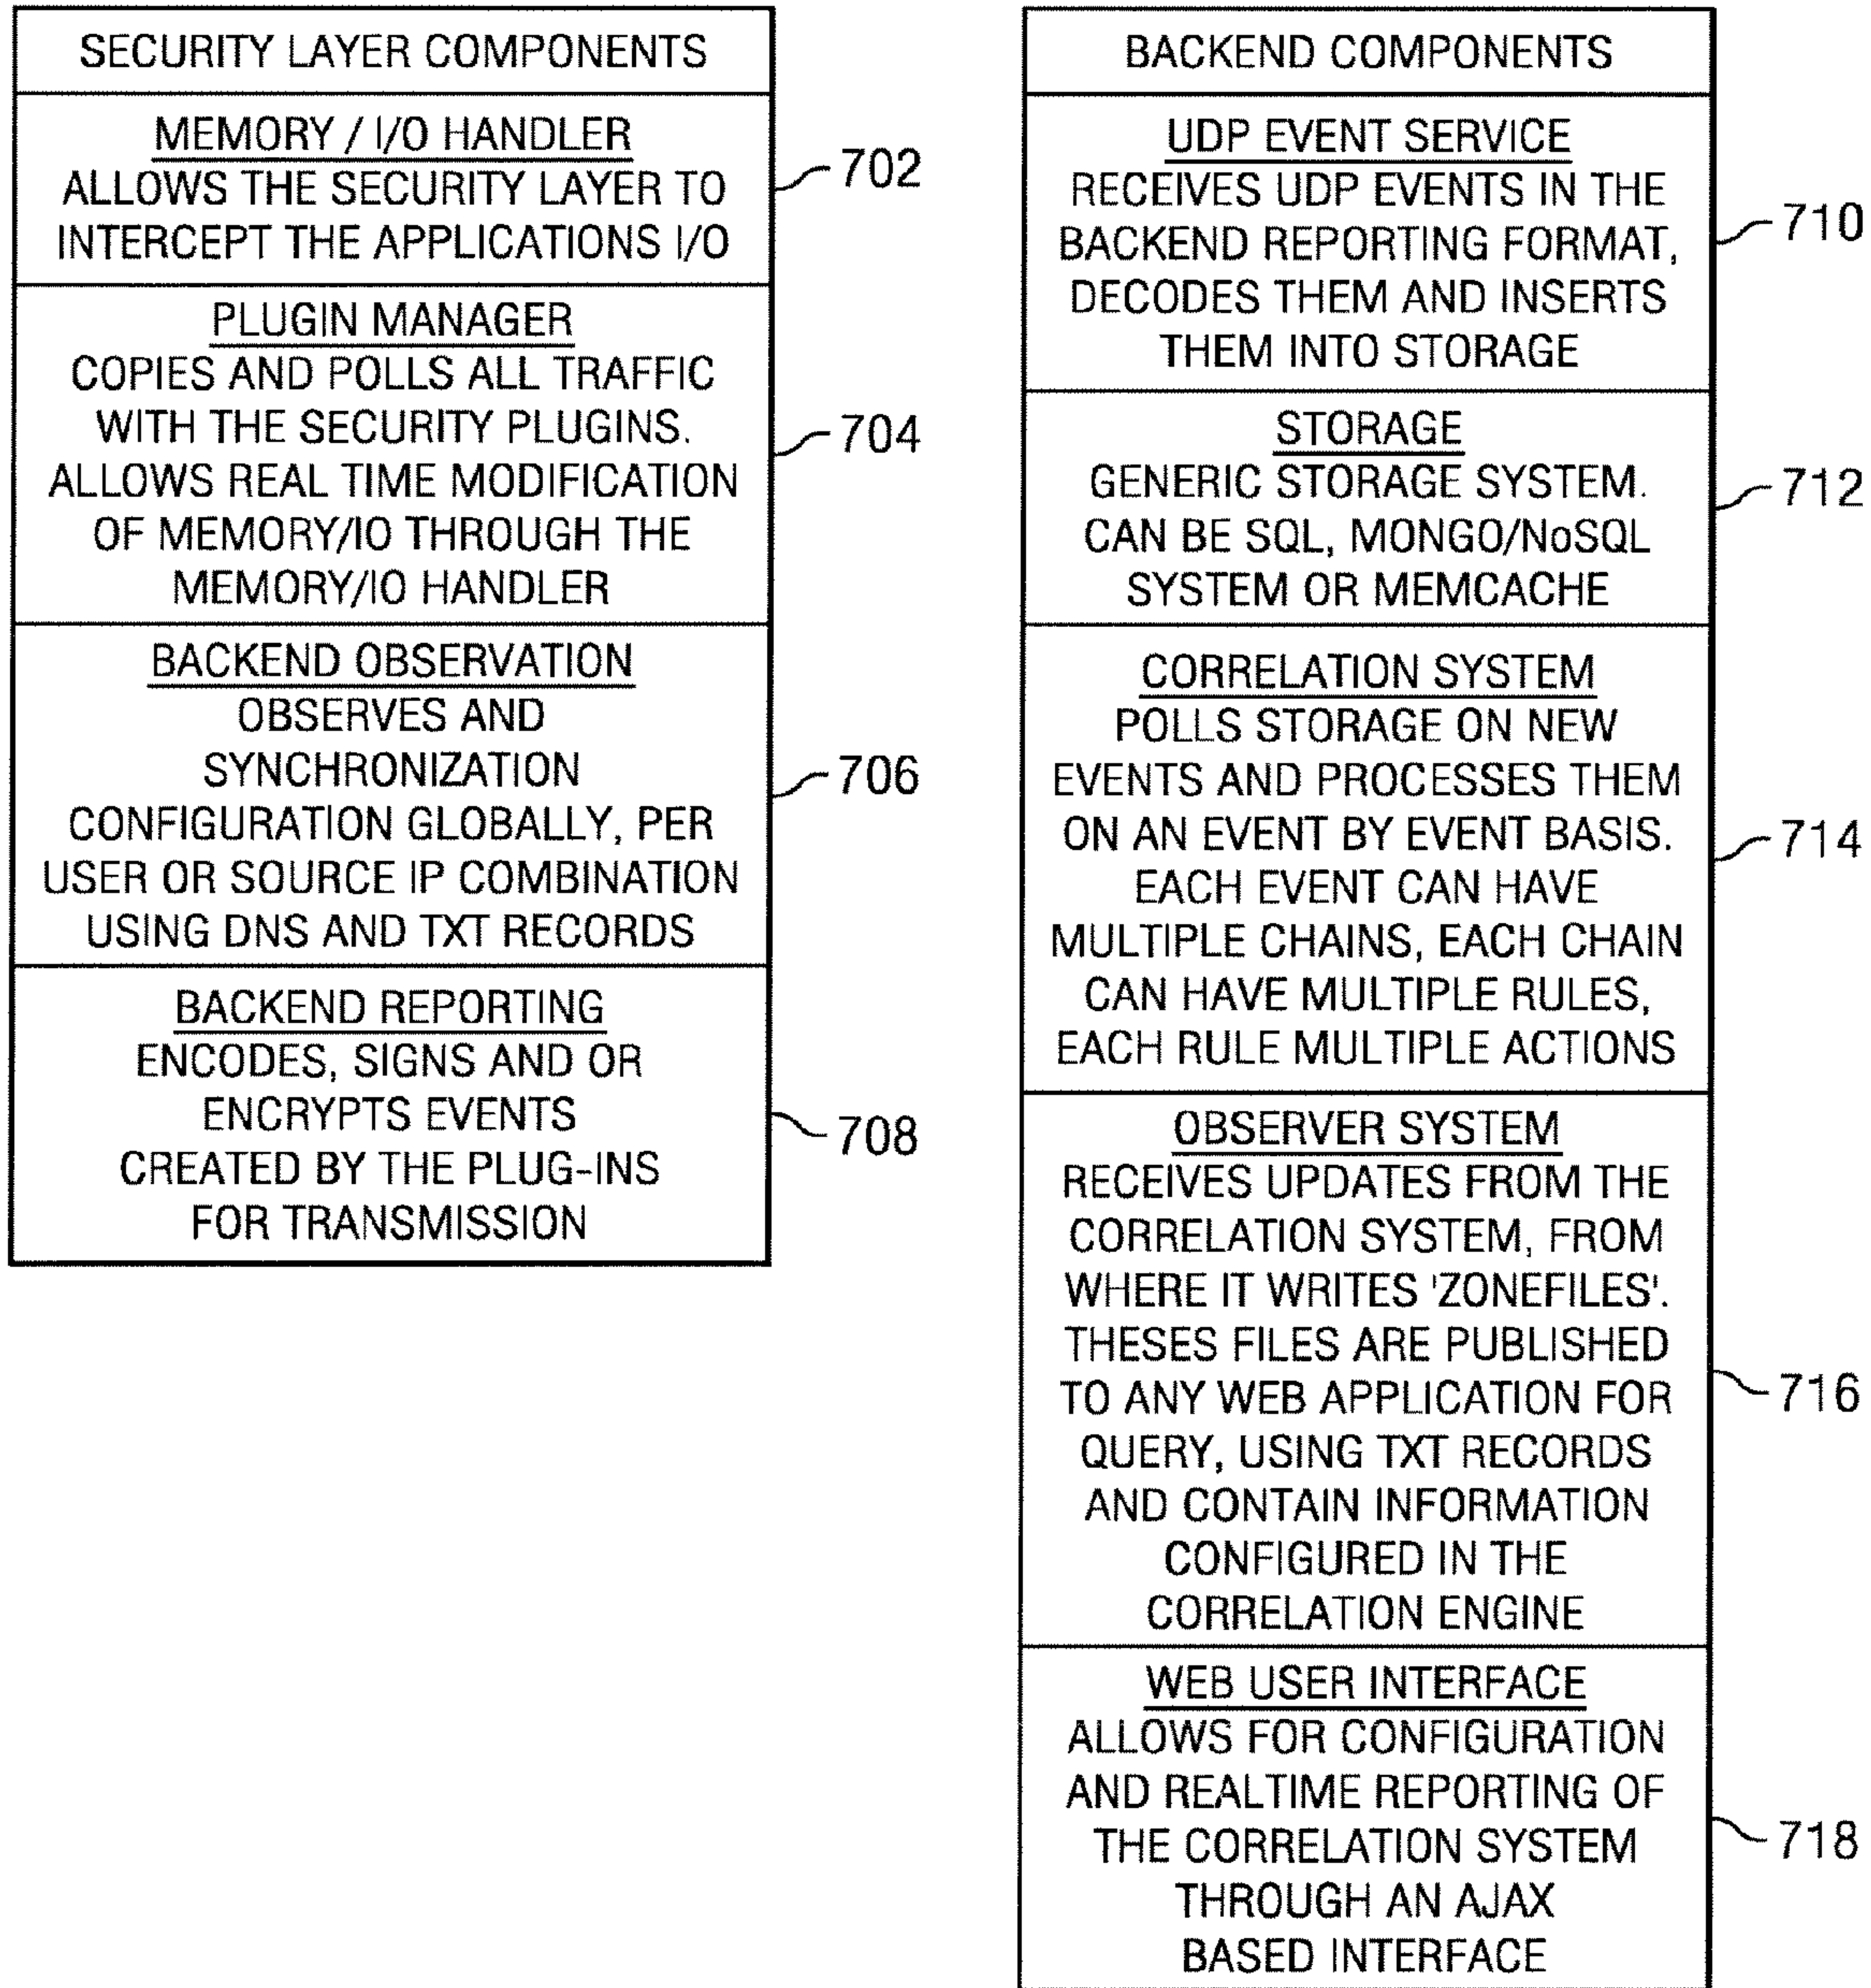 SECURITY LAYER COMPONENTS
MEMORY / I/O HANDLER
ALLOWS THE SECURITY LAYER TO
INTERCEPT THE APPLICATIONS I/O
702
PLUGIN MANAGER
COPIES AND POLLS ALL TRAFFIC
WITH THE SECURITY PLUGINS.
ALLOWS REAL TIME MODIFICATION
OF MEMORY/IO THROUGH THE
MEMORY/IO HANDLER
704
BACKEND OBSERVATION
OBSERVES AND
SYNCHRONIZATION
CONFIGURATION GLOBALLY, PER
USER OR SOURCE IP COMBINATION
USING DNS AND TXT RECORDS
706
BACKEND REPORTING
ENCODES, SIGNS AND OR
ENCRYPTS EVENTS
CREATED BY THE PLUG-INS
FOR TRANSMISSION
708
BACKEND COMPONENTS
UDP EVENT SERVICE
RECEIVES UDP EVENTS IN THE
BACKEND REPORTING FORMAT,
DECODES THEM AND INSERTS
THEM INTO STORAGE
710
STORAGE
GENERIC STORAGE SYSTEM.
CAN BE SQL, MONGO/NoSQL
SYSTEM OR MEMCACHE
712
CORRELATION SYSTEM
POLLS STORAGE ON NEW
EVENTS AND PROCESSES THEM
ON AN EVENT BY EVENT BASIS.
EACH EVENT CAN HAVE
MULTIPLE CHAINS, EACH CHAIN
CAN HAVE MULTIPLE RULES,
EACH RULE MULTIPLE ACTIONS
714
OBSERVER SYSTEM
RECEIVES UPDATES FROM THE
CORRELATION SYSTEM, FROM
WHERE IT WRITES 'ZONEFILES'.
THESES FILES ARE PUBLISHED
TO ANY WEB APPLICATION FOR
QUERY, USING TXT RECORDS
AND CONTAIN INFORMATION
CONFIGURED IN THE
CORRELATION ENGINE
716
WEB USER INTERFACE
ALLOWS FOR CONFIGURATION
AND REALTIME REPORTING OF
THE CORRELATION SYSTEM
THROUGH AN AJAX
BASED INTERFACE
718